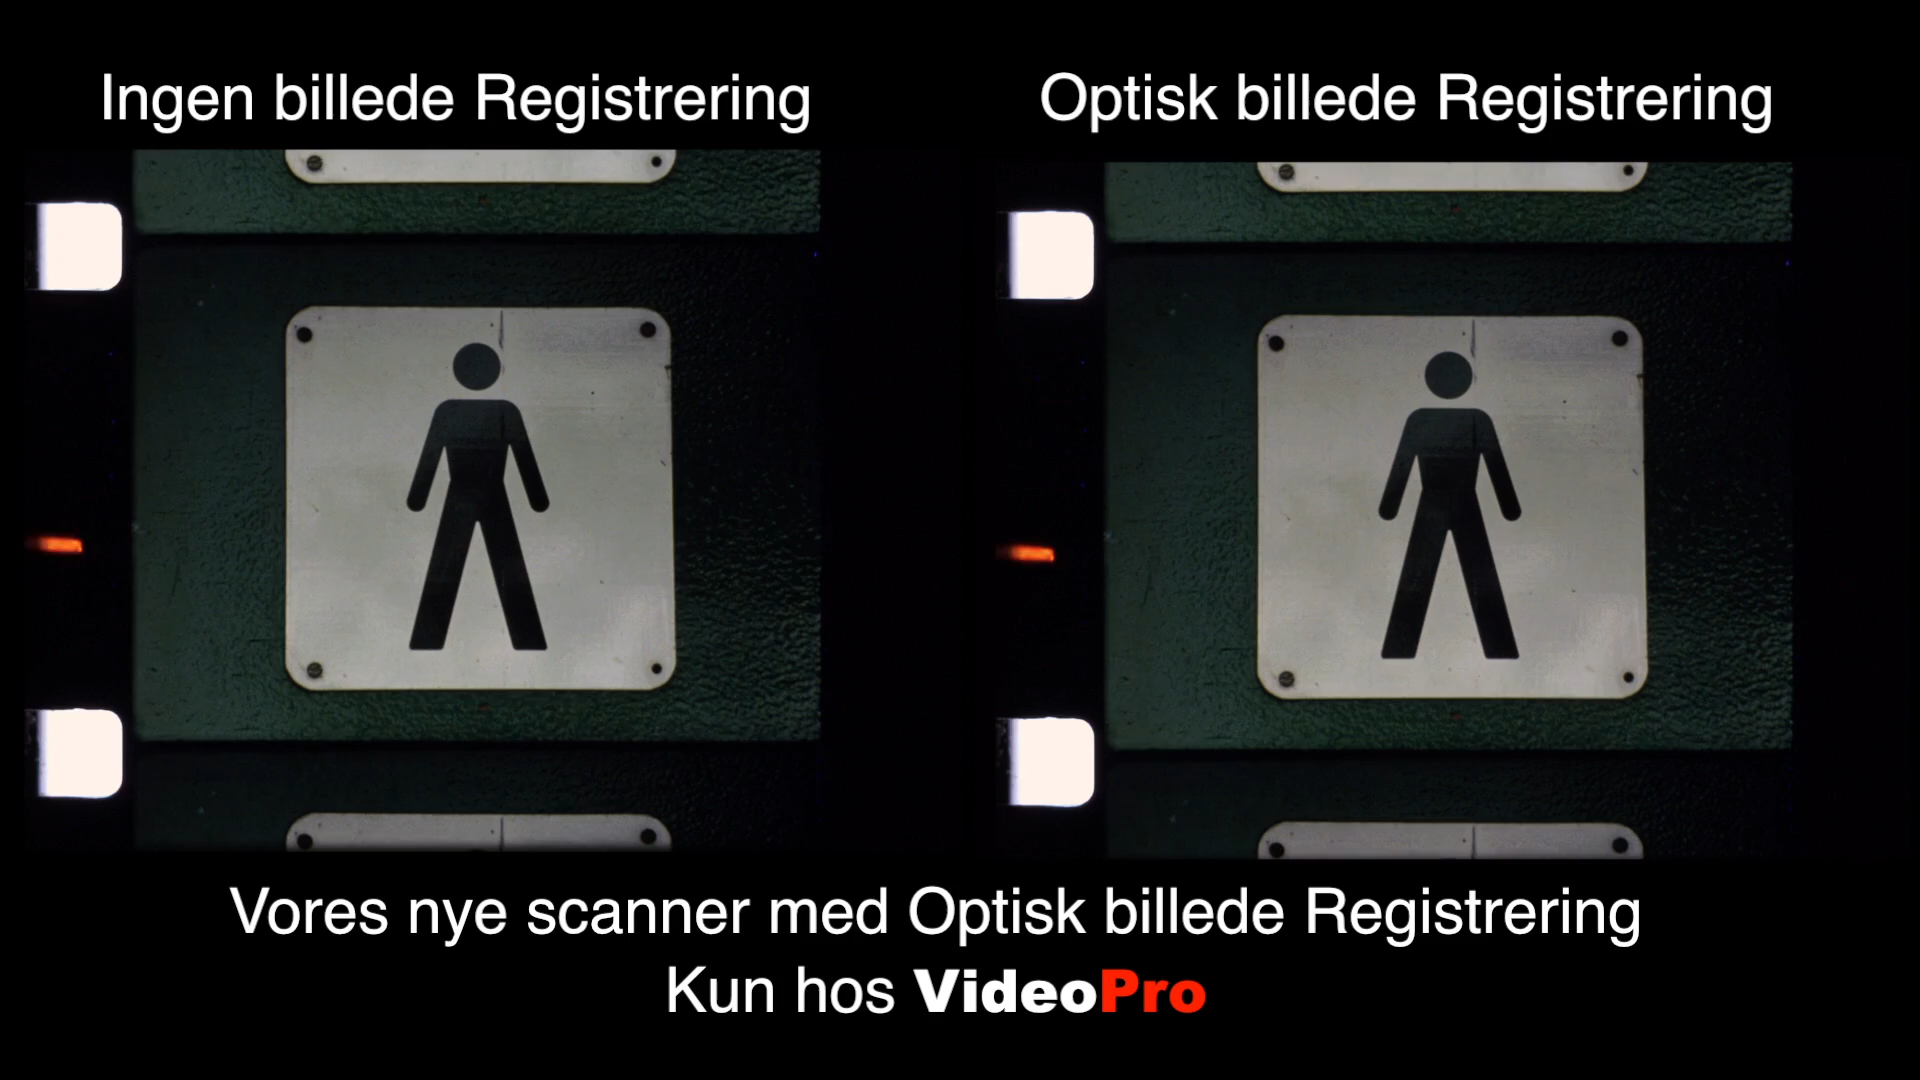 Ingen billede Registrering
Optisk billede Registrering
Vores nye scanner med Optisk billede Registrering
Kun hos VideoPro